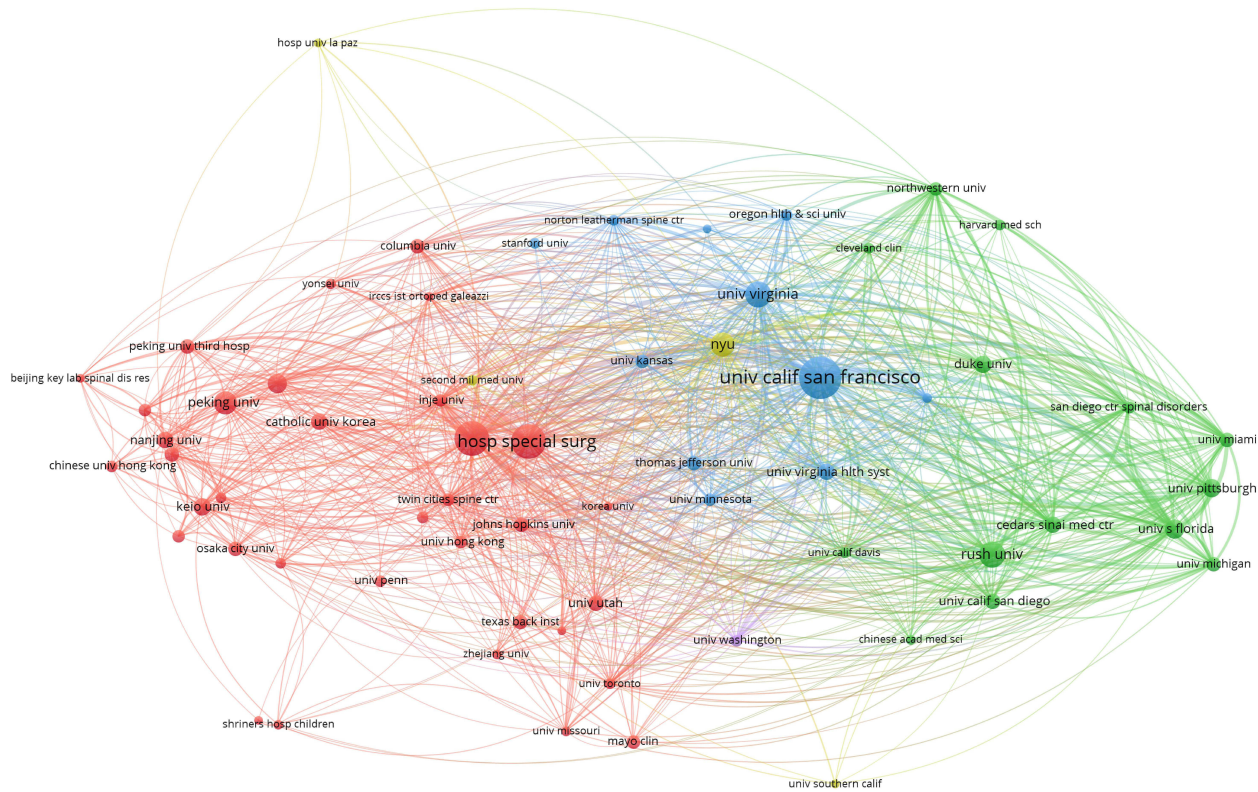 hosp univ la paz
northwestern univ
norton leatherman spine ctr
oregon hlth & sci univ
harvard med sch
stanford univ
columbia univ
cleveland clin
yonsei univ
irccs ist ortoped galeazzi
univ virginia
peking univ third hosp
nyu
univ kansas
duke univ
beijing key lab spinal dis res
second mil med univ
univ calif san francisco
peking univ
inje univ
san diego ctr spinal disorders
catholic univ korea
nanjing univ
hosp special surg
univ miami
chinese univ hong kong
thomas jefferson univ
univ virginia hlth syst
univ pittsburgh
keio univ
twin cities spine ctr
korea univ
univ minnesota
johns hopkins univ
cedars sinai med ctr
univ s florida
osaka city univ
univ hong kong
univ calif davis
rush univ
univ michigan
univ penn
univ utah
univ calif san diego
texas back inst
univ washington
chinese acad med sci
zhejiang univ
univ toronto
shriners hosp children
univ missouri
mayo clin
univ southern calif